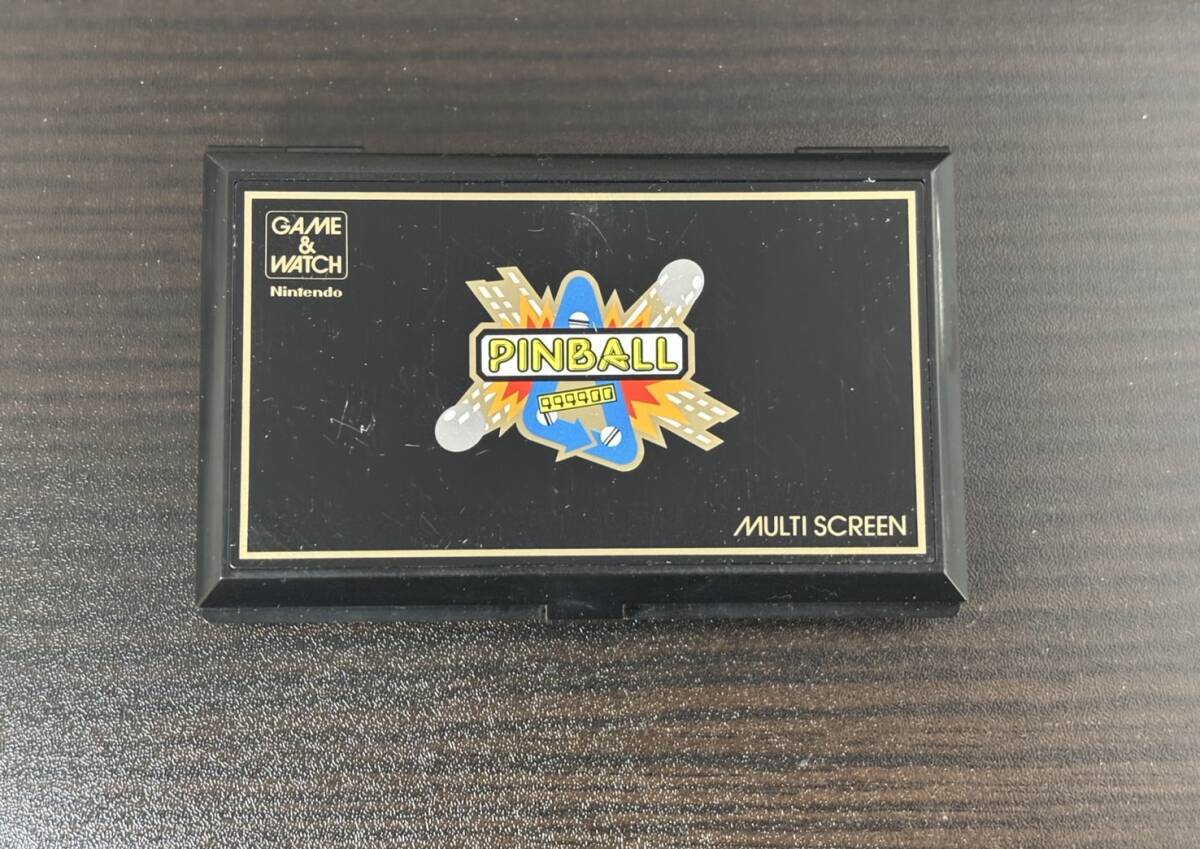 GAME
&
WATCH
Nintendo
PINBALL
999900
MULTI SCREEN